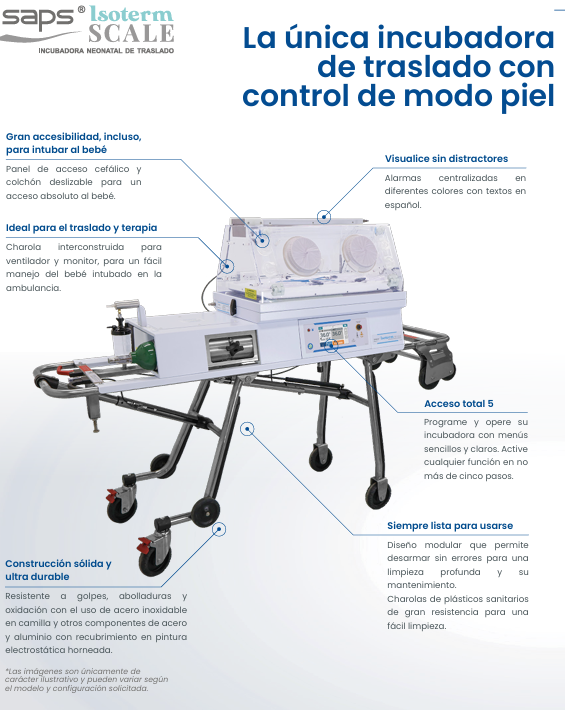 saps®
Isoterm
SCALE
INCUBADORA NEONATAL DE TRASLADO
La única incubadora
de traslado con
control de modo piel
Gran accesibilidad, incluso,
para intubar al bebé
Panel de acceso cefálico y
colchón deslizable para un
acceso absoluto al bebé.
Visualice sin distractores
Alarmas centralizadas en
diferentes colores con textos en
español.
Ideal para el traslado y terapia
Charola interconstruida para
ventilador y monitor, para un fácil
manejo del bebé intubado en la
ambulancia.
Acceso total 5
Programe y opere su
incubadora con menús
sencillos y claros. Active
cualquier función en no
más de cinco pasos.
Siempre lista para usarse
Diseño modular que permite
desarmar sin errores para una
limpieza profunda y su
mantenimiento.
Charolas de plásticos sanitarios
de gran resistencia para una
fácil limpieza.
Construcción sólida y
ultra durable
Resistente a golpes, abolladuras y
oxidación con el uso de acero inoxidable
en camilla y otros componentes de acero
y aluminio con recubrimiento en pintura
electrostática horneada.
*Las imágenes son únicamente de
carácter ilustrativo y pueden variar según
el modelo y configuración solicitada.